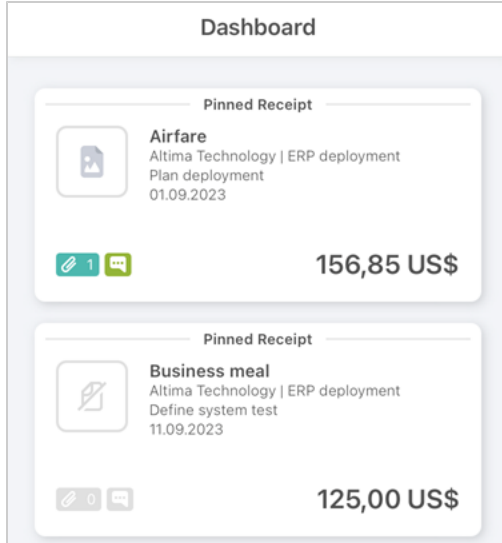 Dashboard
Pinned Receipt
Airfare
Altima Technology | ERP deployment
Plan deployment
01.09.2023
1
156,85 US$
Pinned Receipt
Business meal
Altima Technology | ERP deployment
Define system test
11.09.2023
0
125,00 US$